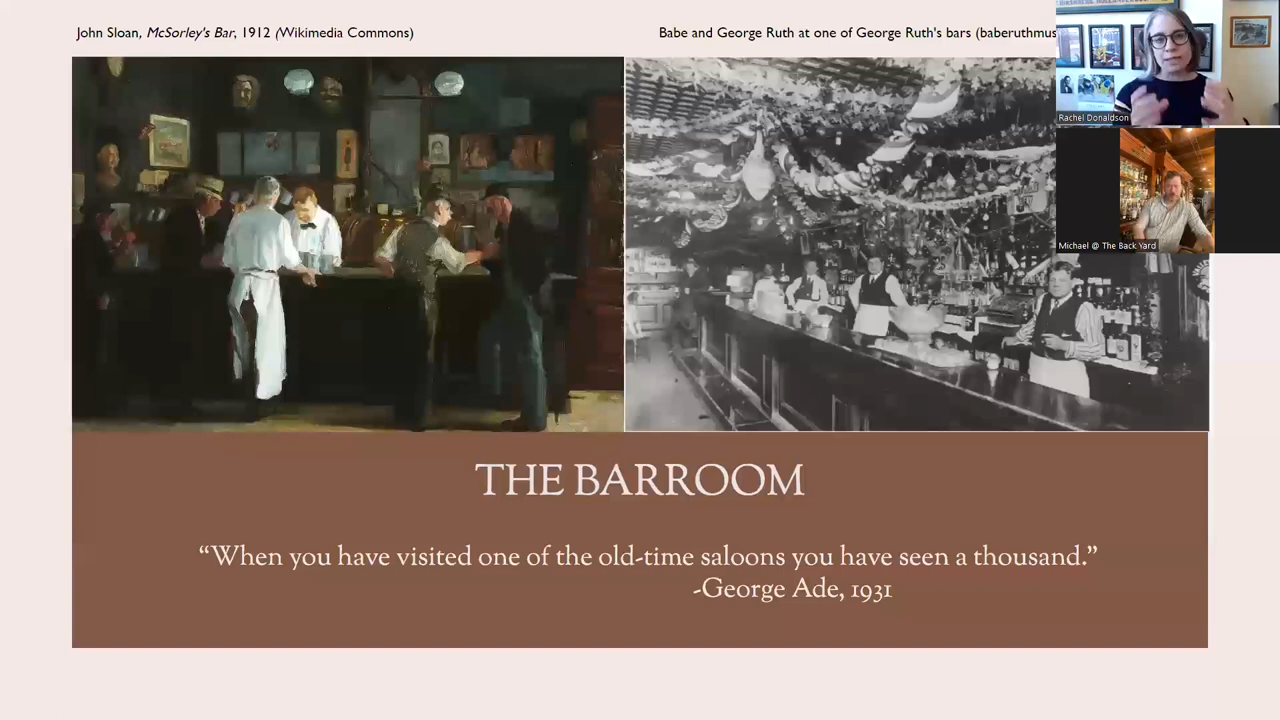 John Sloan, McSorley's Bar, 1912 (Wikimedia Commons)
Babe and George Ruth at one of George Ruth's bars (baberuthmus
Rachel Donaldson
Michael @ The Back Yard
THE BARROOM
“When you have visited one of the old-time saloons you have seen a thousand.”
-George Ade, 1931